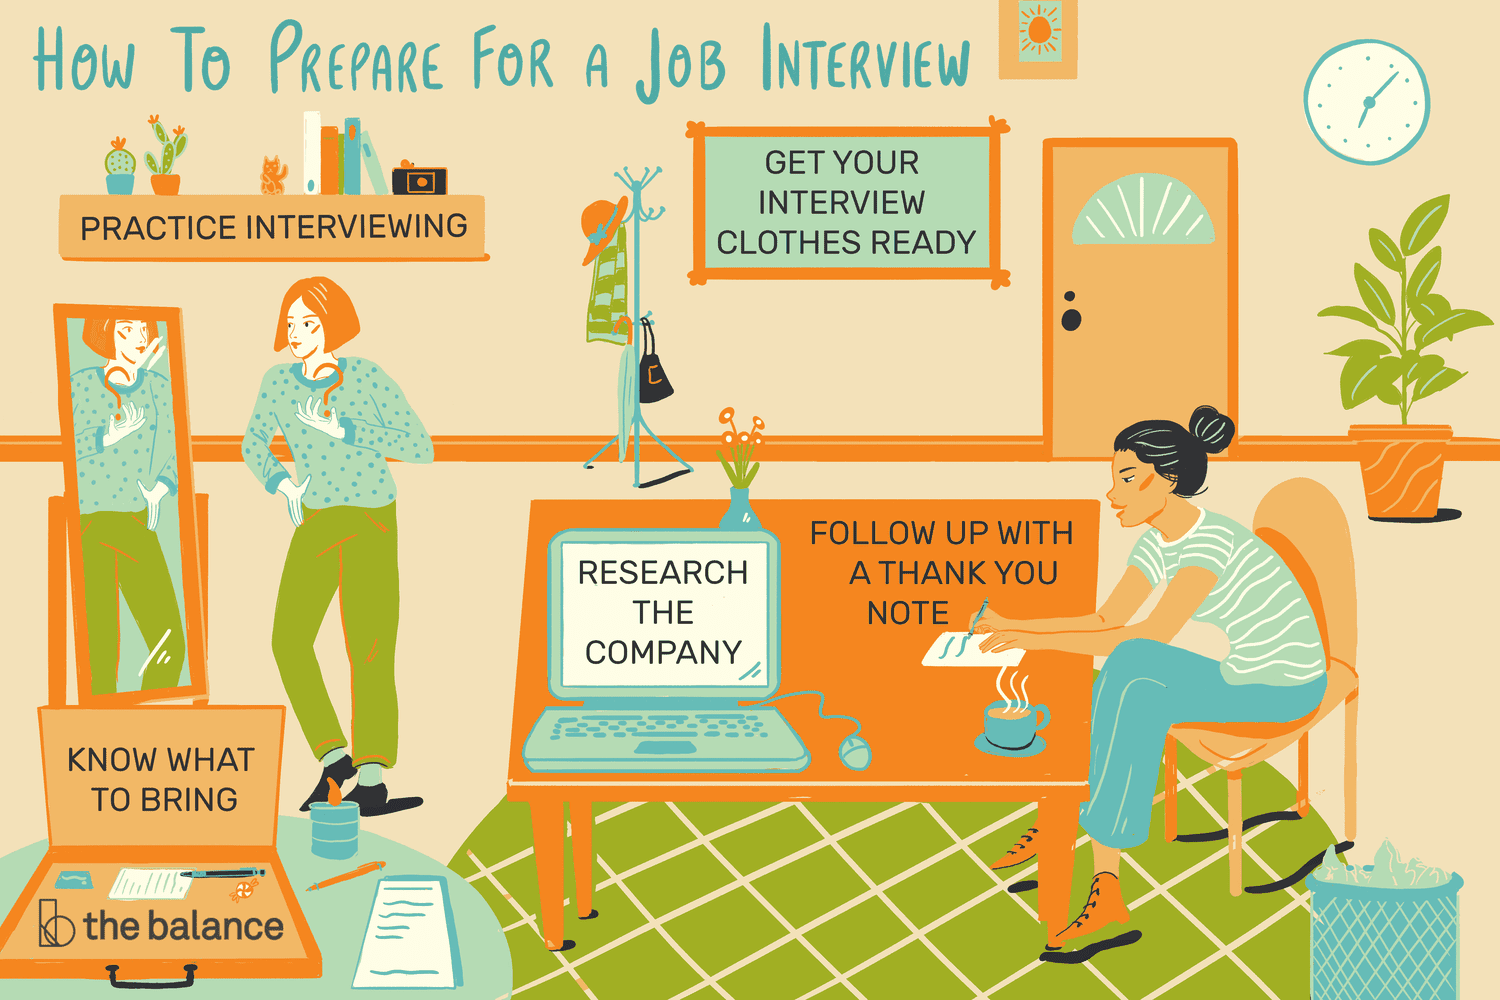 HOW TO PREPARE FOR A JOB INTERVIEW
PRACTICE INTERVIEWING
GET YOUR
INTERVIEW
CLOTHES READY
RESEARCH
THE
COMPANY
FOLLOW UP WITH
A THANK YOU
NOTE
KNOW WHAT
TO BRING
the balance